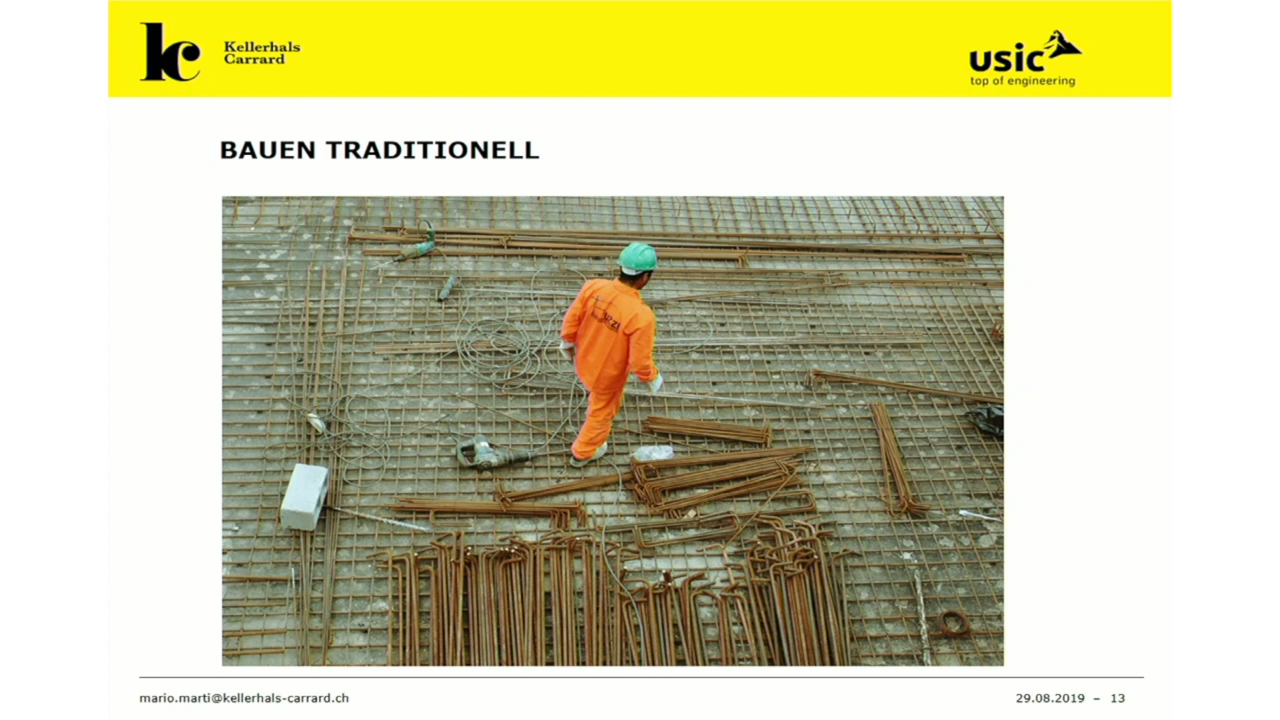 Kellerhals
Carrard
usic
top of engineering
BAUEN TRADITIONELL
mario.marti@kellerhals-carrard.ch
29.08.2019 – 13